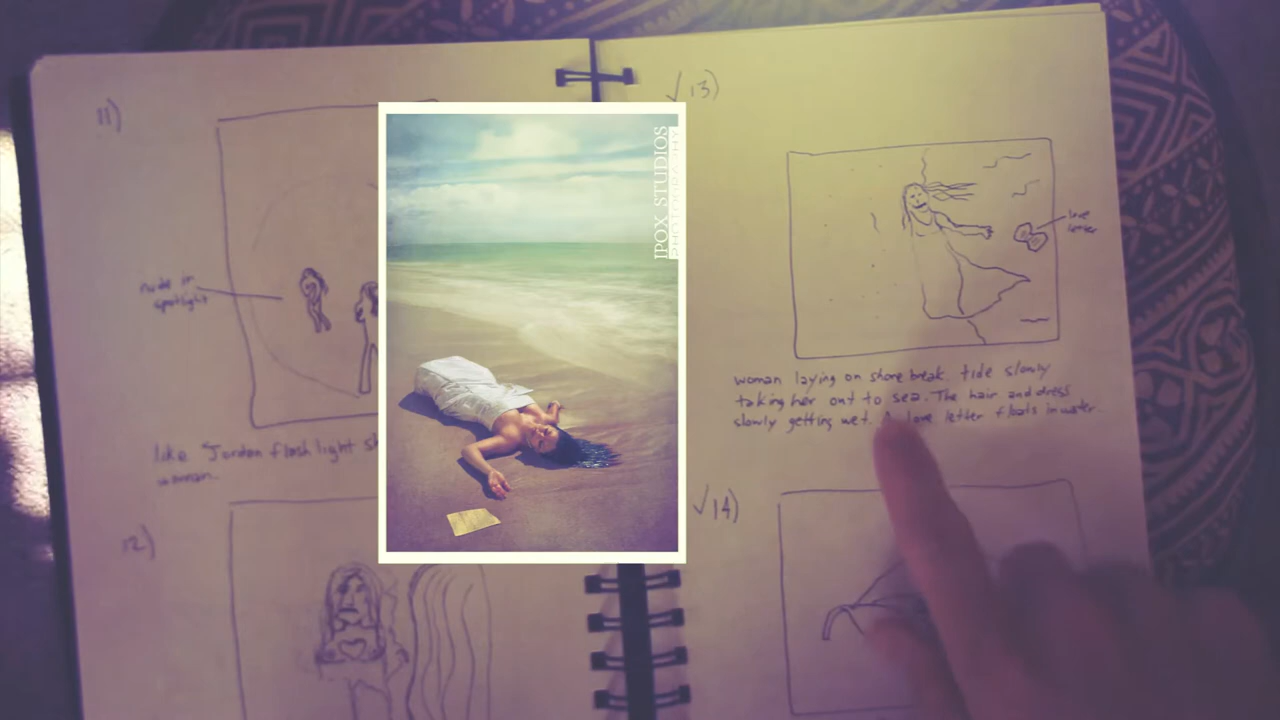 11)
nude in
spotlight
like Jordan flash light
woman.
12)
IPOX STUDIOS
PHOTOGRAPHY
√ 13)
love
letter
woman laying on shore break. tide slowly
taking her out to sea. The hair and dress
slowly getting wet. love letter floats in water.
√14)